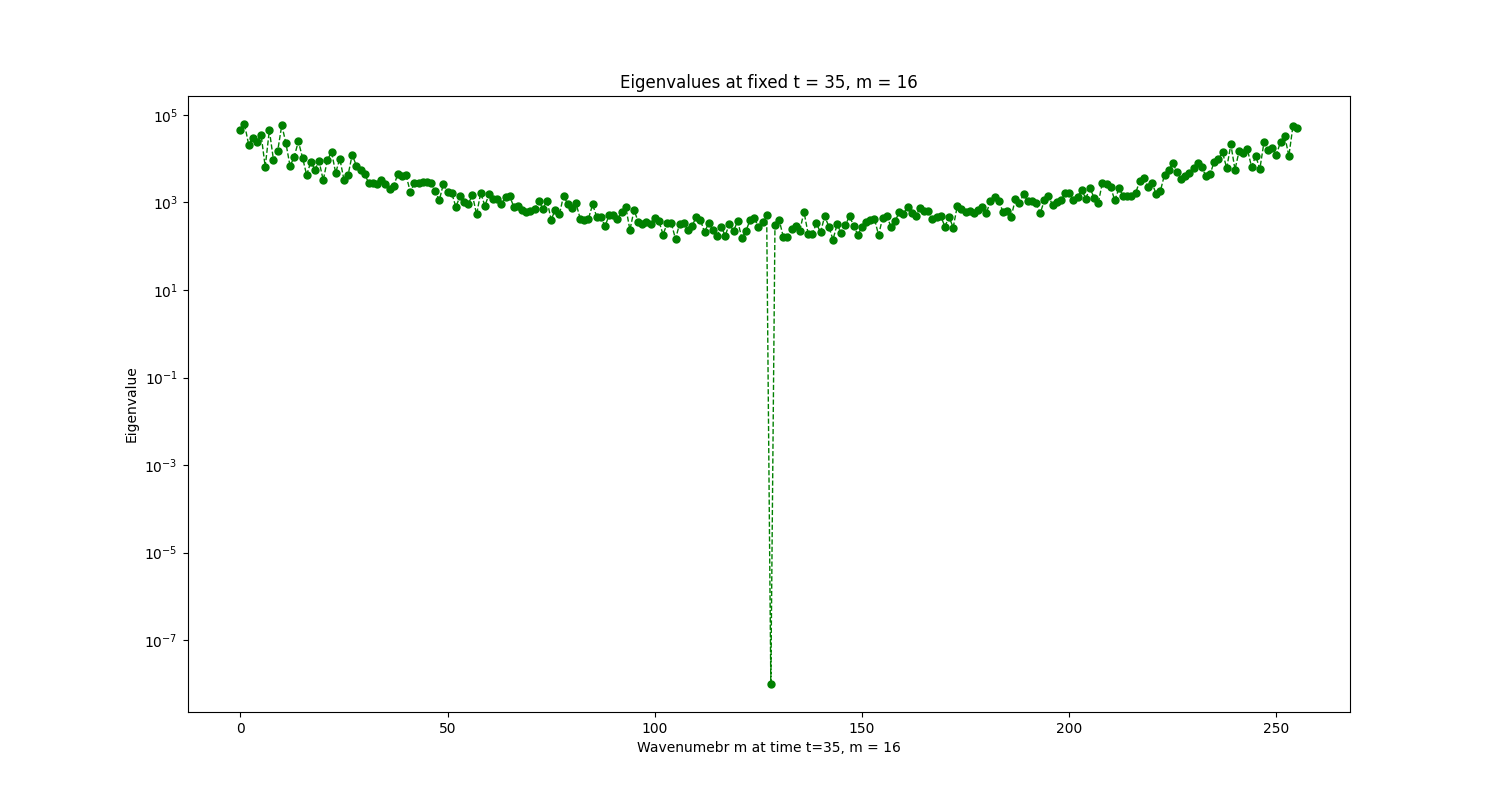 Eigenvalues at fixed t = 35, m = 16
10^5
10^3
10^1
10^-1
10^-3
10^-5
10^-7
Eigenvalue
0 50 100 150 200 250
Wavenumebr m at time t=35, m = 16